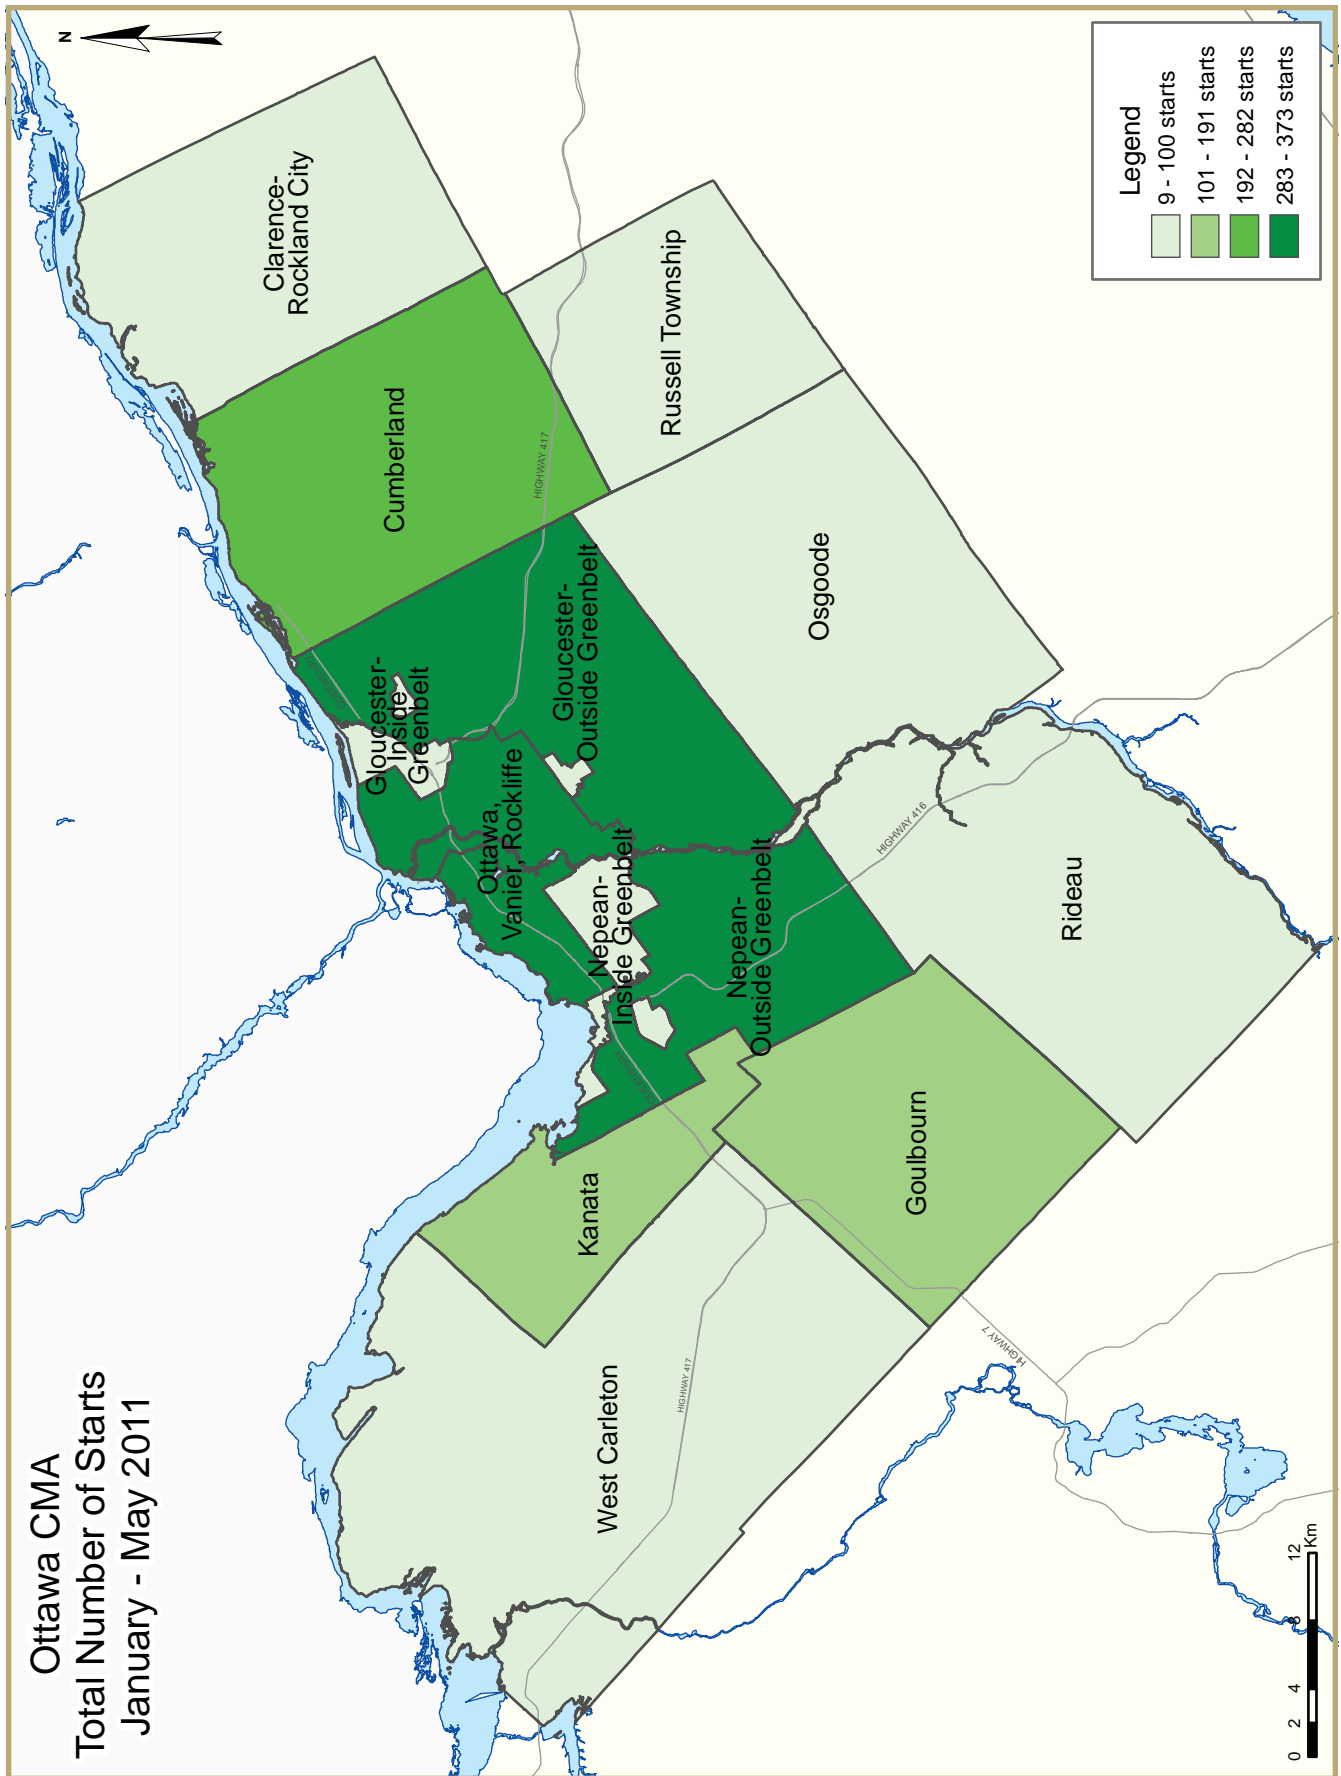 Ottawa CMA
Total Number of Starts
January - May 2011
N
Clarence-
Rockland City
Cumberland
HIGHWAY 417
Russell Township
Gloucester-
Inside
Greenbelt
Gloucester-
Outside Greenbelt
Osgoode
Ottawa,
Vanier, Rockliffe
Nepean-
Inside Greenbelt
Nepean-
Outside Greenbelt
QUEENSWAY
QUEENSWAY
HIGHWAY 416
Rideau
Kanata
Goulbourn
West Carleton
HIGHWAY 417
HIGHWAY 7
Legend
9 - 100 starts
101 - 191 starts
192 - 282 starts
283 - 373 starts
0 2 4 8 12
Km